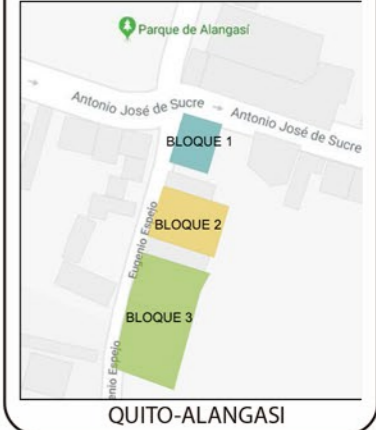 Parque de Alangasí
Antonio José de Sucre → Antonio José de Sucre
BLOQUE 1
BLOQUE 2
Eugenio Espejo
BLOQUE 3
enio Espejo
QUITO-ALANGASI